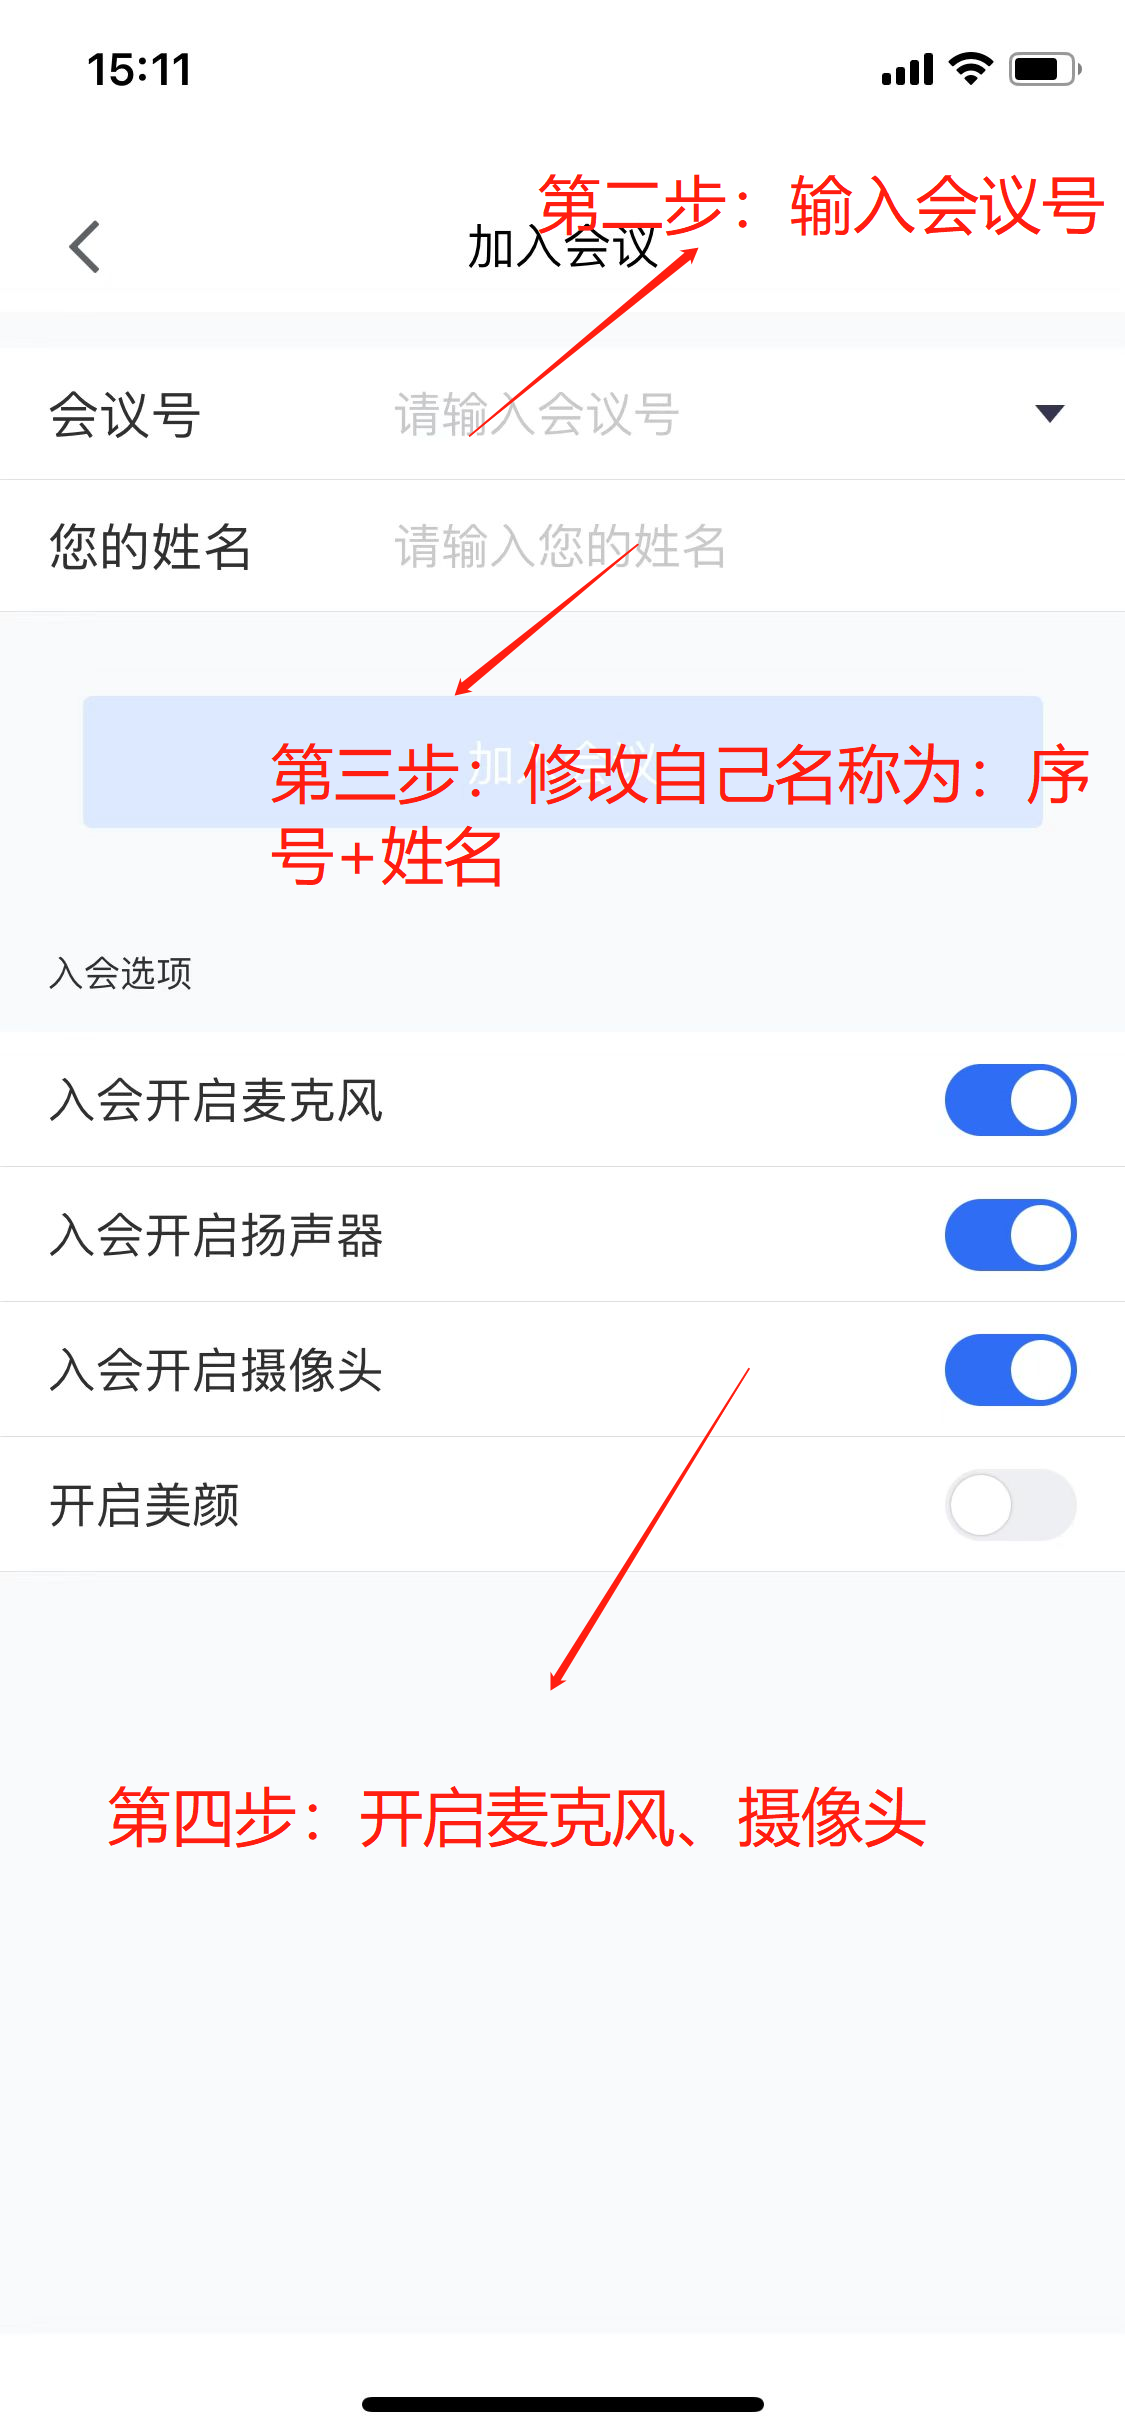 15:11
第二步：输入会议号
加入会议
会议号 请输入会议号
您的姓名 请输入您的姓名
加入会议
第三步：修改自己名称为：序
号+姓名
入会选项
入会开启麦克风
入会开启扬声器
入会开启摄像头
开启美颜
第四步：开启麦克风、摄像头